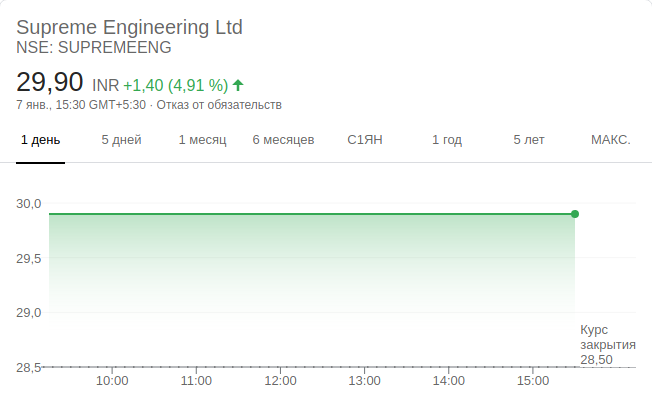 Supreme Engineering Ltd
NSE: SUPREMEENG
29,90 INR +1,40 (4,91 %)
7 янв., 15:30 GMT+5:30 · Отказ от обязательств
1 день 5 дней 1 месяц 6 месяцев С1ЯН 1 год 5 лет МАКС.
30,0
29,5
29,0
28,5
Курс
закрытия
28,50
10:00 11:00 12:00 13:00 14:00 15:00